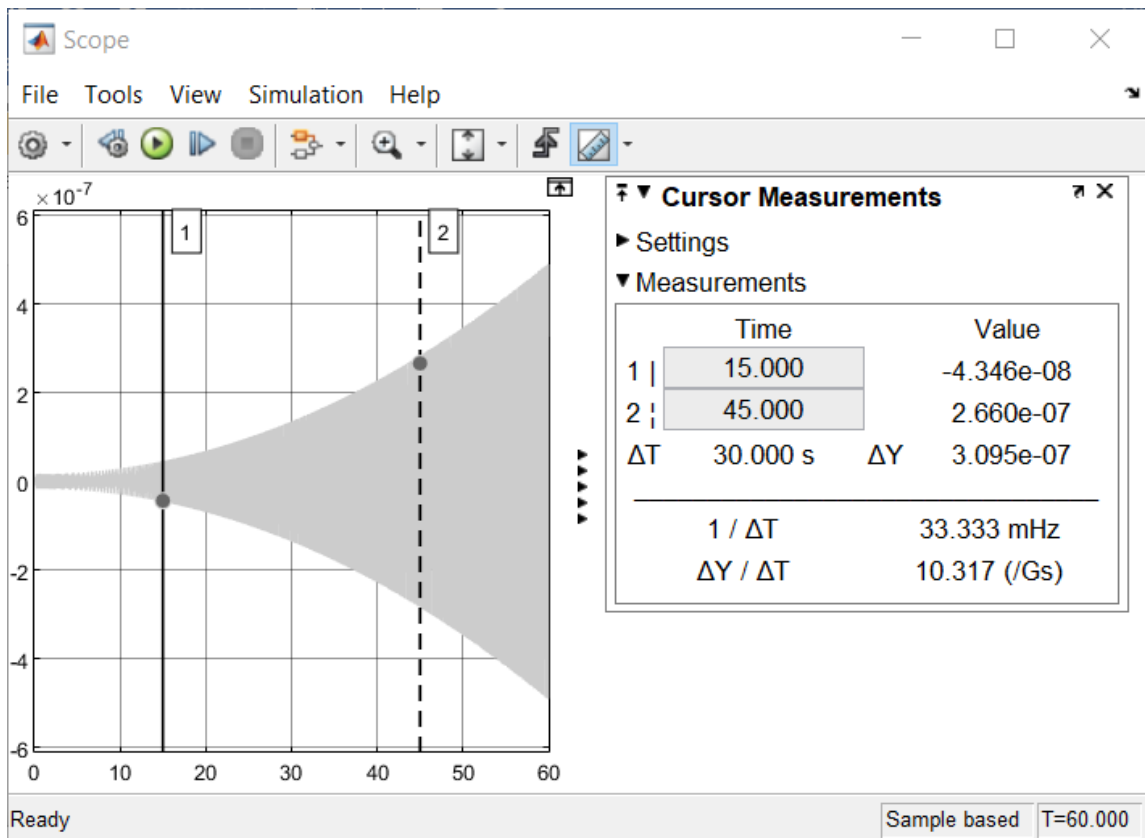 Scope
File Tools View Simulation Help
×10⁻⁷
6
4
2
0
-2
-4
-6
0 10 20 30 40 50 60
1
2
Cursor Measurements
Settings
Measurements
Time Value
1 | 15.000 -4.346e-08
2 ¦ 45.000 2.660e-07
ΔT 30.000 s ΔY 3.095e-07
1 / ΔT 33.333 mHz
ΔY / ΔT 10.317 (/Gs)
Ready Sample based T=60.000